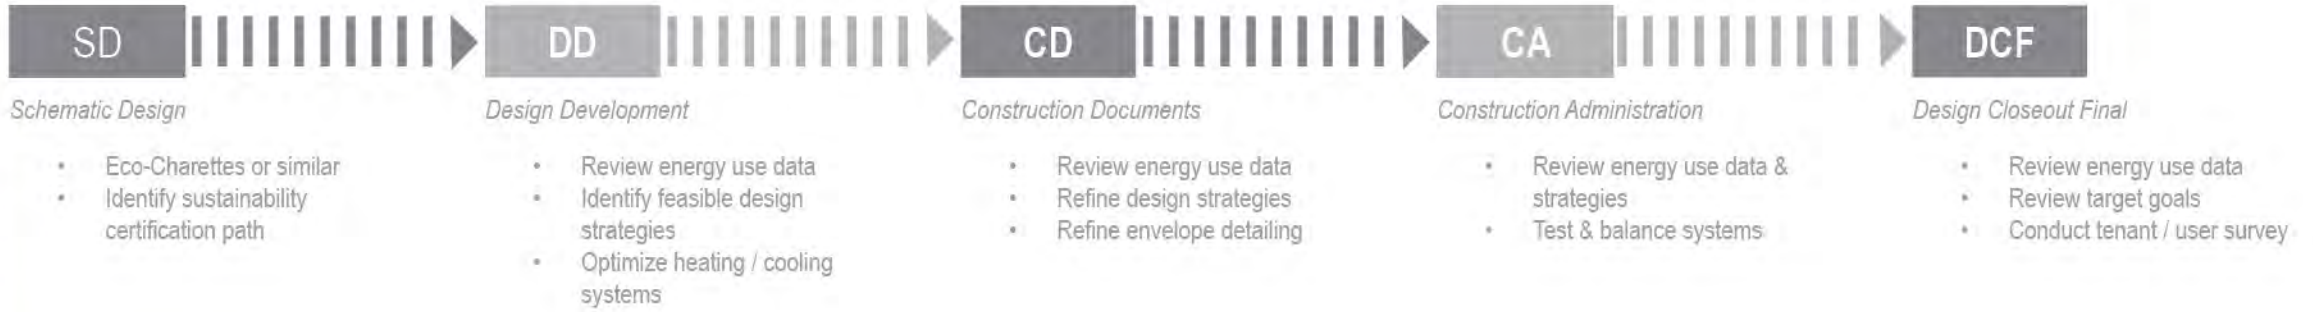 SD
DD
CD
CA
DCF
Schematic Design
Design Development
Construction Documents
Construction Administration
Design Closeout Final
• Eco-Charettes or similar
• Identify sustainability
certification path
• Review energy use data
• Identify feasible design
strategies
• Optimize heating / cooling
systems
• Review energy use data
• Refine design strategies
• Refine envelope detailing
• Review energy use data &
strategies
• Test & balance systems
• Review energy use data
• Review target goals
• Conduct tenant / user survey